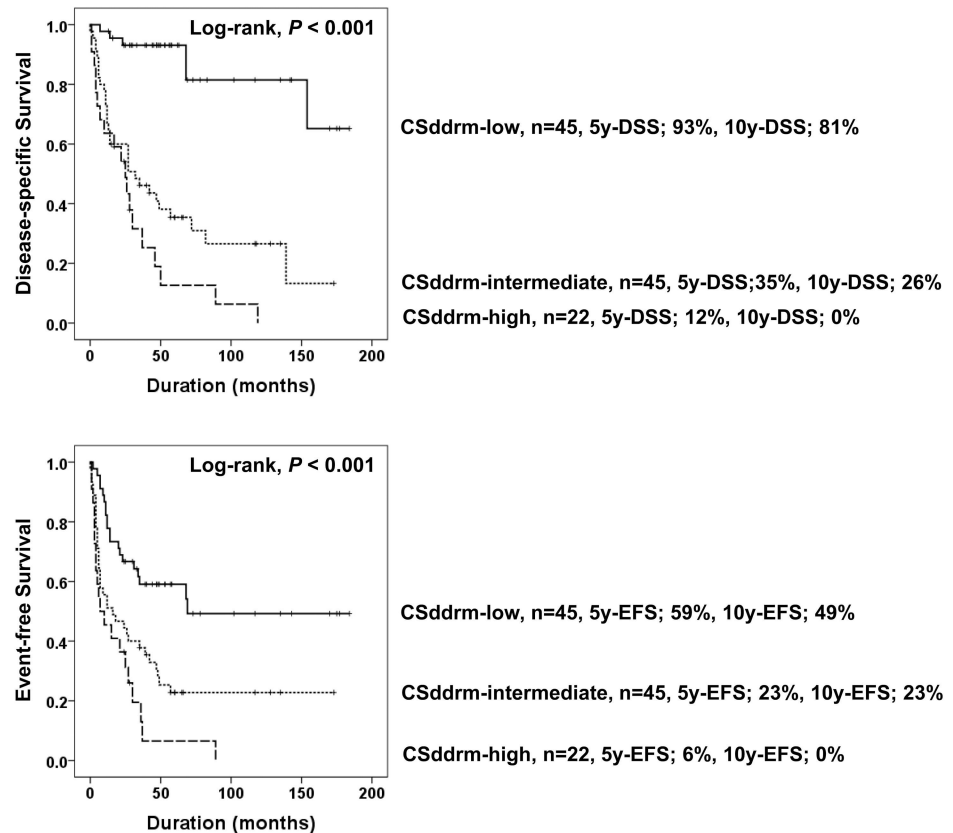 Log-rank, P < 0.001
1.0
0.8
0.6
0.4
0.2
0.0
Disease-specific Survival
0 50 100 150 200
Duration (months)
CSddrm-low, n=45, 5y-DSS; 93%, 10y-DSS; 81%
CSddrm-intermediate, n=45, 5y-DSS;35%, 10y-DSS; 26%
CSddrm-high, n=22, 5y-DSS; 12%, 10y-DSS; 0%
Log-rank, P < 0.001
1.0
0.8
0.6
0.4
0.2
0.0
Event-free Survival
0 50 100 150 200
Duration (months)
CSddrm-low, n=45, 5y-EFS; 59%, 10y-EFS; 49%
CSddrm-intermediate, n=45, 5y-EFS; 23%, 10y-EFS; 23%
CSddrm-high, n=22, 5y-EFS; 6%, 10y-EFS; 0%